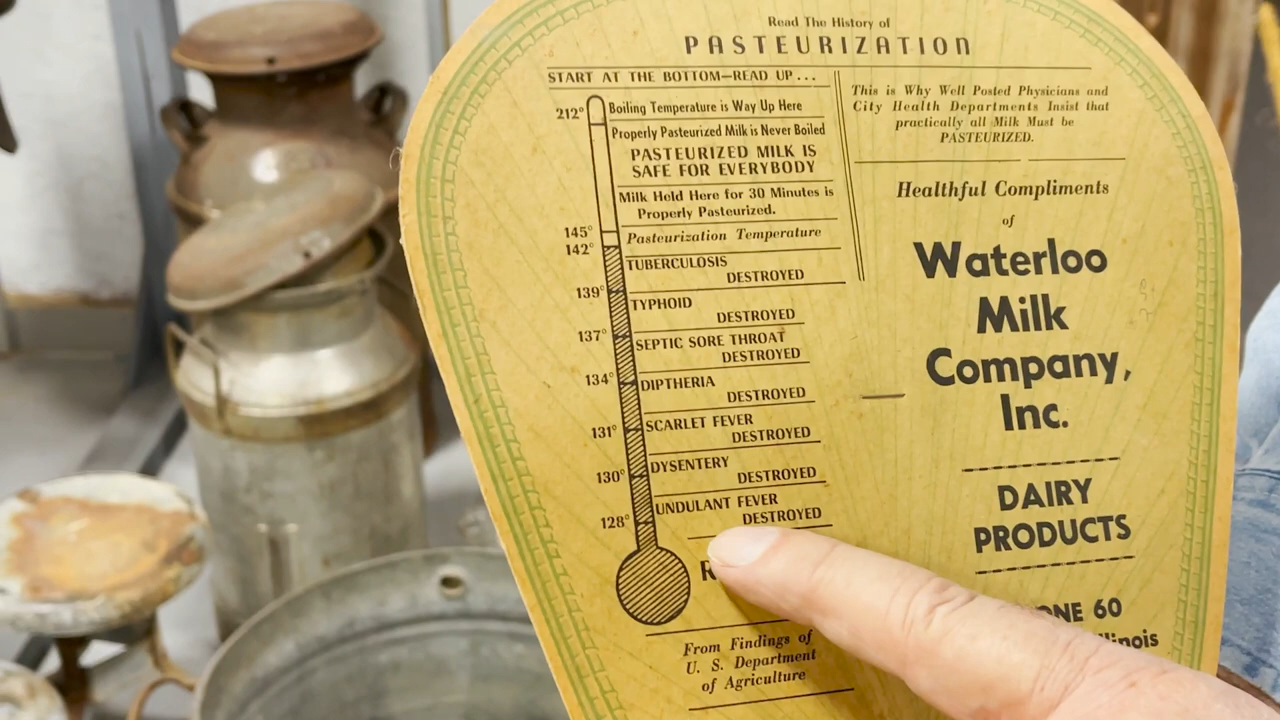 Read The History of
PASTEURIZATION
START AT THE BOTTOM—READ UP...
212°
Boiling Temperature is Way Up Here
Properly Pasteurized Milk is Never Boiled
PASTEURIZED MILK IS
SAFE FOR EVERYBODY
Milk Held Here for 30 Minutes is
Properly Pasteurized.
145°
Pasteurization Temperature
142°
TUBERCULOSIS
DESTROYED
139°
TYPHOID
DESTROYED
137°
SEPTIC SORE THROAT
DESTROYED
134°
DIPTHERIA
DESTROYED
131°
SCARLET FEVER
DESTROYED
130°
DYSENTERY
DESTROYED
128°
UNDULANT FEVER
DESTROYED
From Findings of
U. S. Department
of Agriculture
This is Why Well Posted Physicians and
City Health Departments Insist that
practically all Milk Must be
PASTEURIZED.
Healthful Compliments
of
Waterloo
Milk
Company,
Inc.
DAIRY
PRODUCTS
60